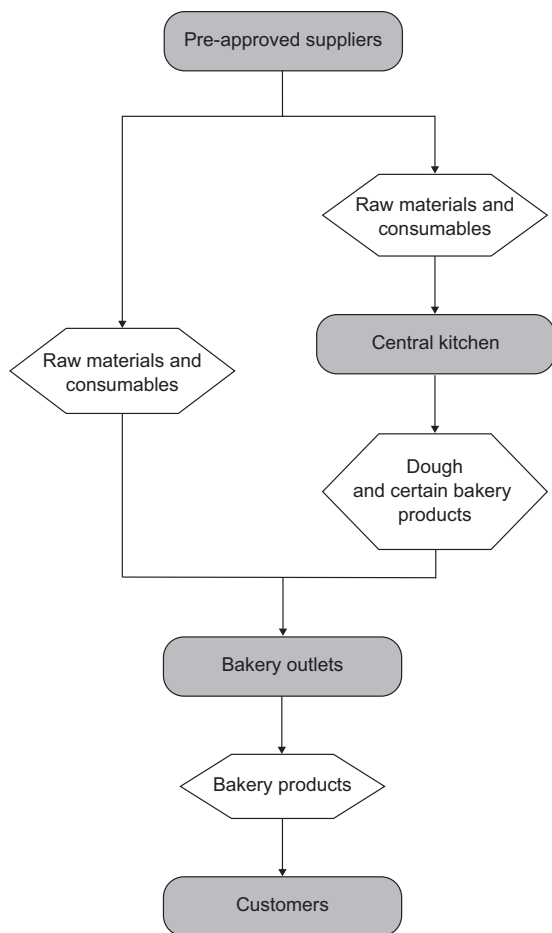 Pre-approved suppliers
Raw materials and
consumables
Central kitchen
Raw materials and
consumables
Dough
and certain bakery
products
Bakery outlets
Bakery products
Customers